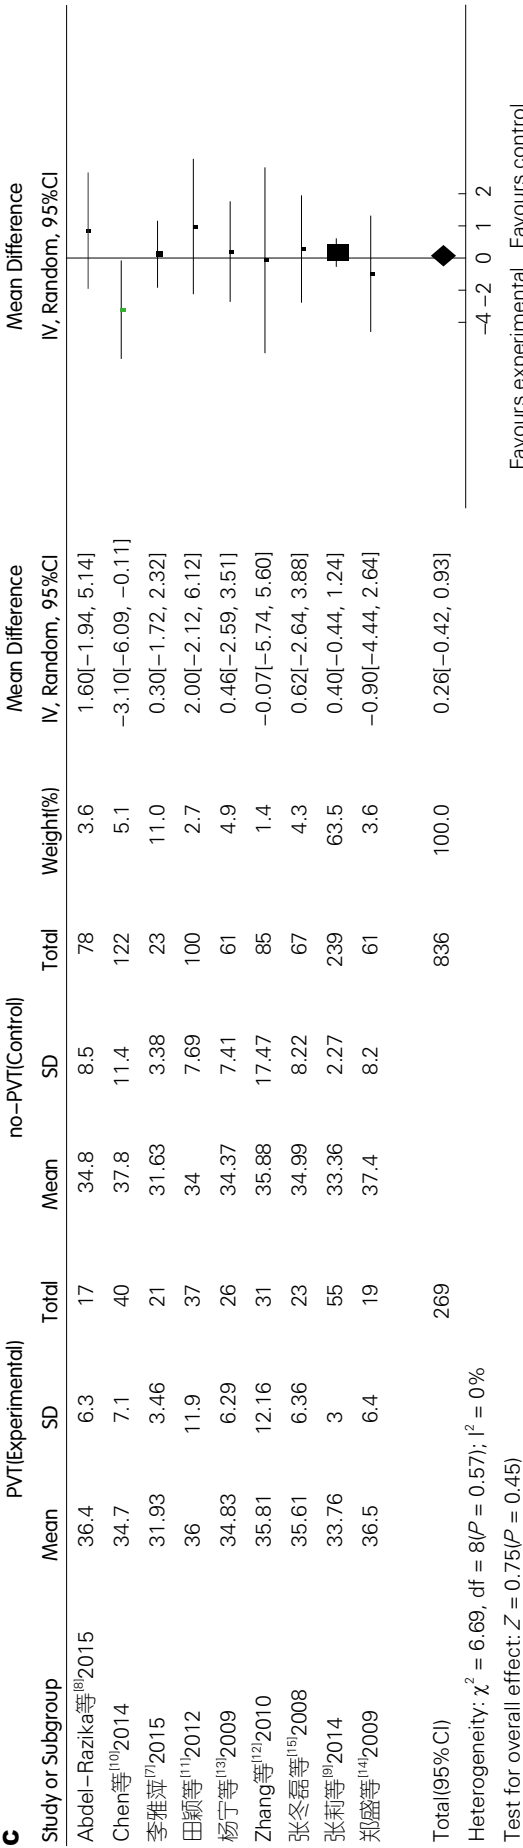 c
PVT(Experimental) no-PVT(Control) Mean Difference Mean Difference
Study or Subgroup Mean SD Total Mean SD Total Weight(%) IV, Random, 95%CI IV, Random, 95%CI
Abdel-Razika等[8]2015 36.4 6.3 17 34.8 8.5 78 3.6 1.60[-1.94, 5.14]
Chen等[10]2014 34.7 7.1 40 37.8 11.4 122 5.1 -3.10[-6.09, -0.11]
李雅萍[7]2015 31.93 3.46 21 31.63 3.38 23 11.0 0.30[-1.72, 2.32]
田颖等[11]2012 36 11.9 37 34 7.69 100 2.7 2.00[-2.12, 6.12]
杨宁等[13]2009 34.83 6.29 26 34.37 7.41 61 4.9 0.46[-2.59, 3.51]
Zhang等[12]2010 35.81 12.16 31 35.88 17.47 85 1.4 -0.07[-5.74, 5.60]
张冬磊等[15]2008 35.61 6.36 23 34.99 8.22 67 4.3 0.62[-2.64, 3.88]
张莉等[9]2014 33.76 3 55 33.36 2.27 239 63.5 0.40[-0.44, 1.24]
郑盛等[14]2009 36.5 6.4 19 37.4 8.2 61 3.6 -0.90[-4.44, 2.64]
Total(95%CI) 269 836 100.0 0.26[-0.42, 0.93]
Heterogeneity: χ² = 6.69, df = 8(P = 0.57); I² = 0%
Test for overall effect: Z = 0.75(P = 0.45)
-4 -2 0 1 2
Favours experimental Favours control